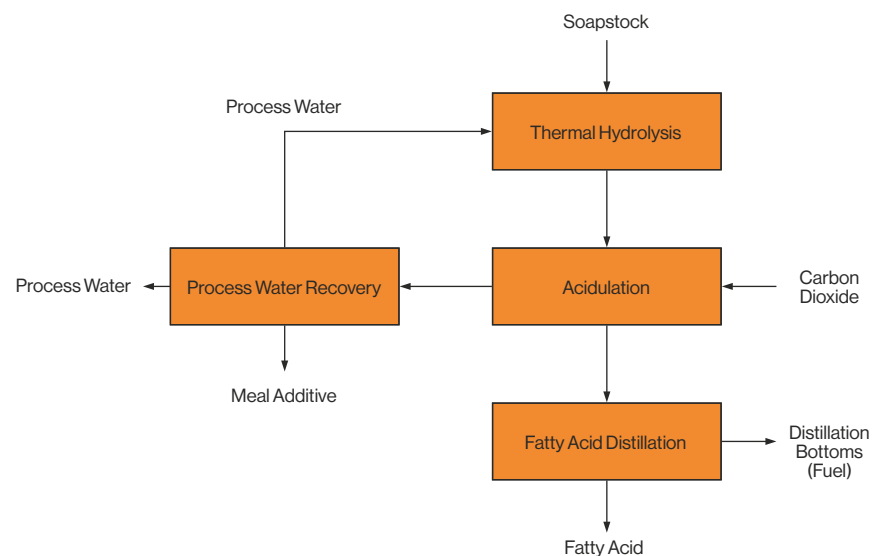 Soapstock
Process Water
Thermal Hydrolysis
Process Water
Process Water Recovery
Acidulation
Carbon
Dioxide
Meal Additive
Fatty Acid Distillation
Distillation
Bottoms
(Fuel)
Fatty Acid